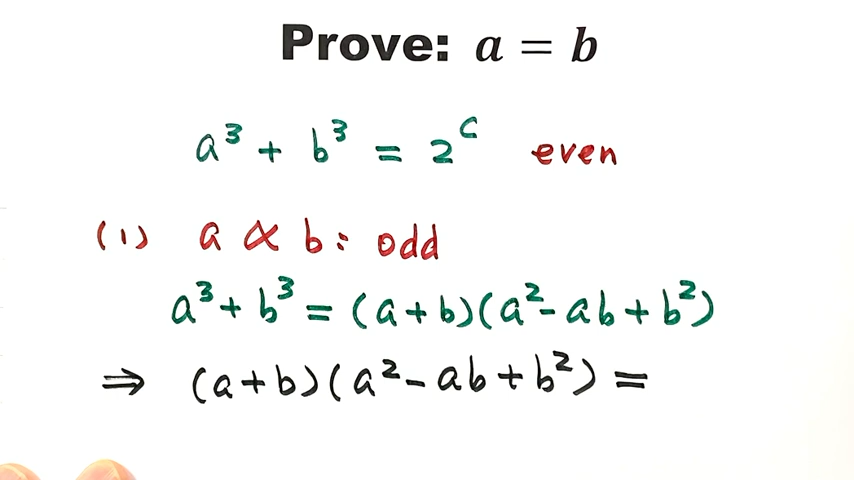 Prove: a = b
a³ + b³ = 2ᶜ even
(1) a & b: odd
a³ + b³ = (a+b)(a² - ab + b²)
⇒ (a+b)(a² - ab + b²) =